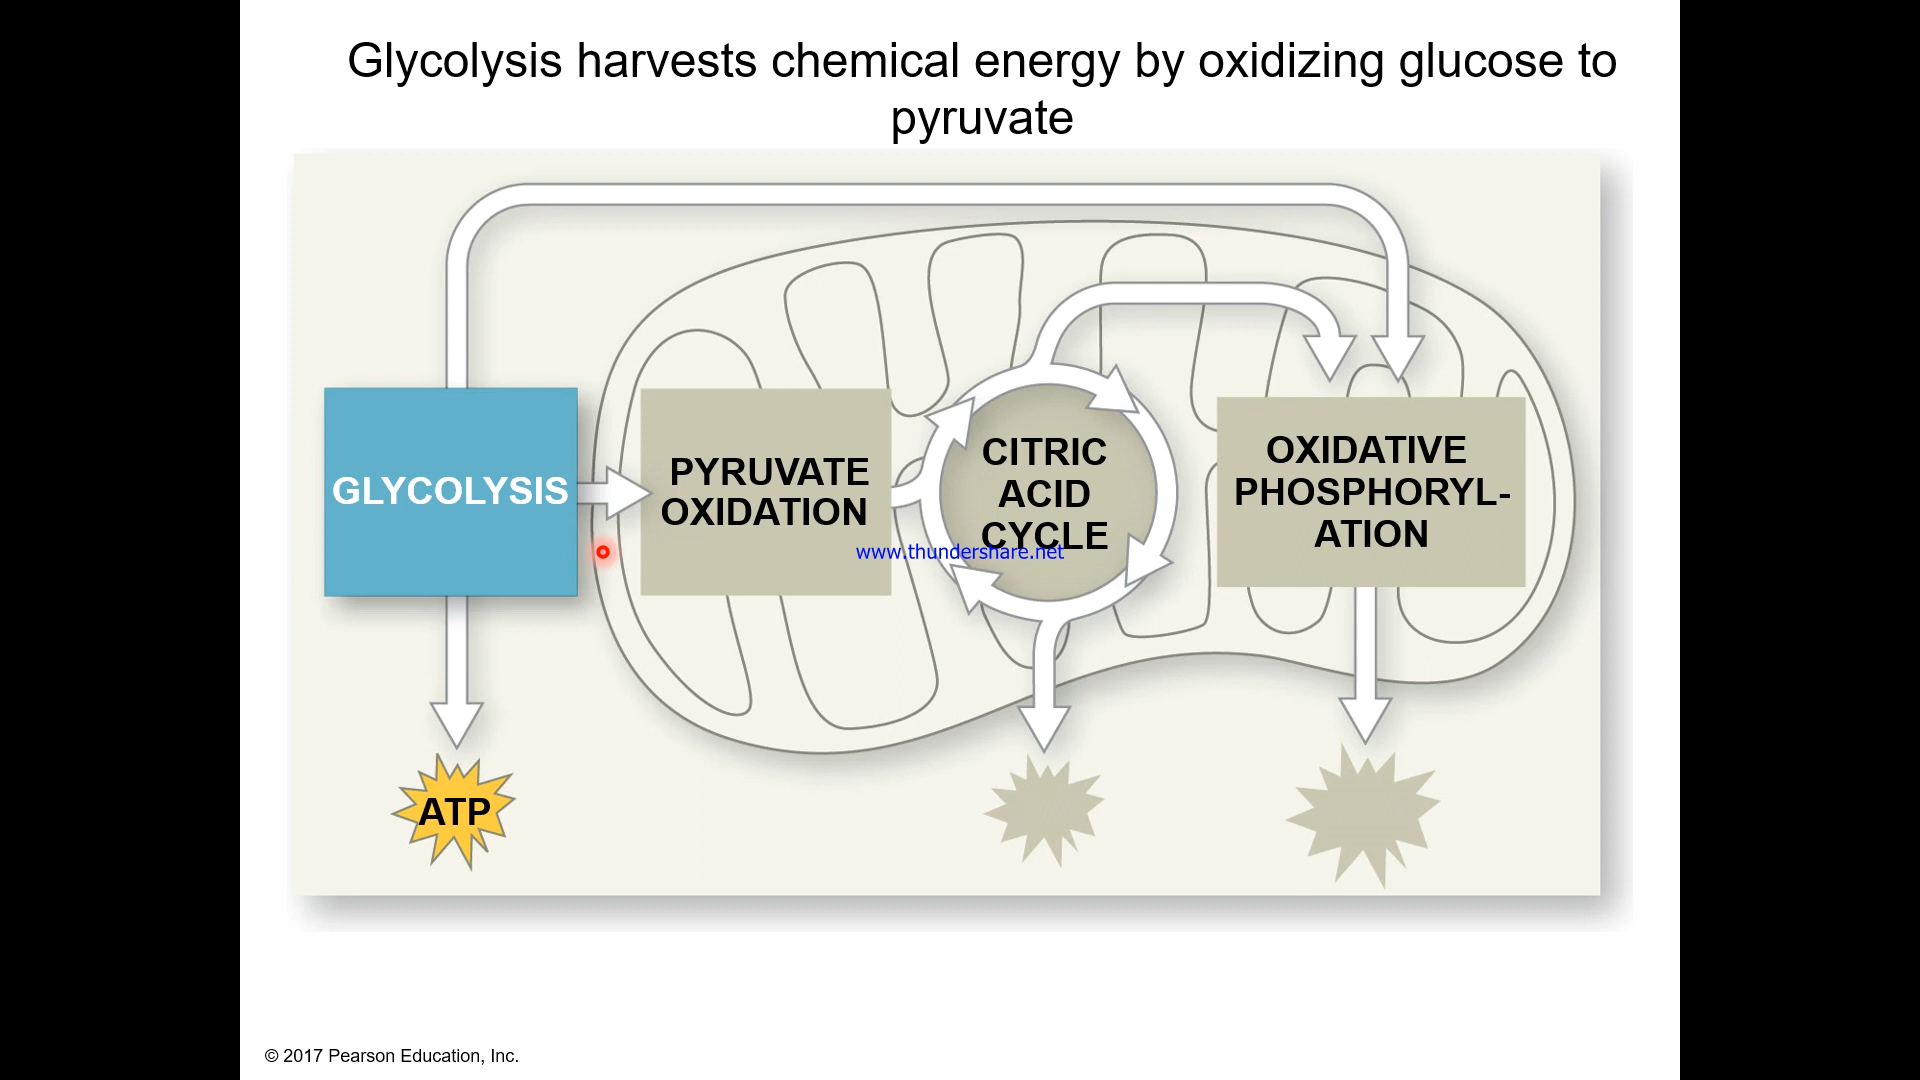 Glycolysis harvests chemical energy by oxidizing glucose to
pyruvate
GLYCOLYSIS
PYRUVATE
OXIDATION
CITRIC
ACID
CYCLE
OXIDATIVE
PHOSPHORYL-
ATION
www.thundershare.net
ATP
© 2017 Pearson Education, Inc.